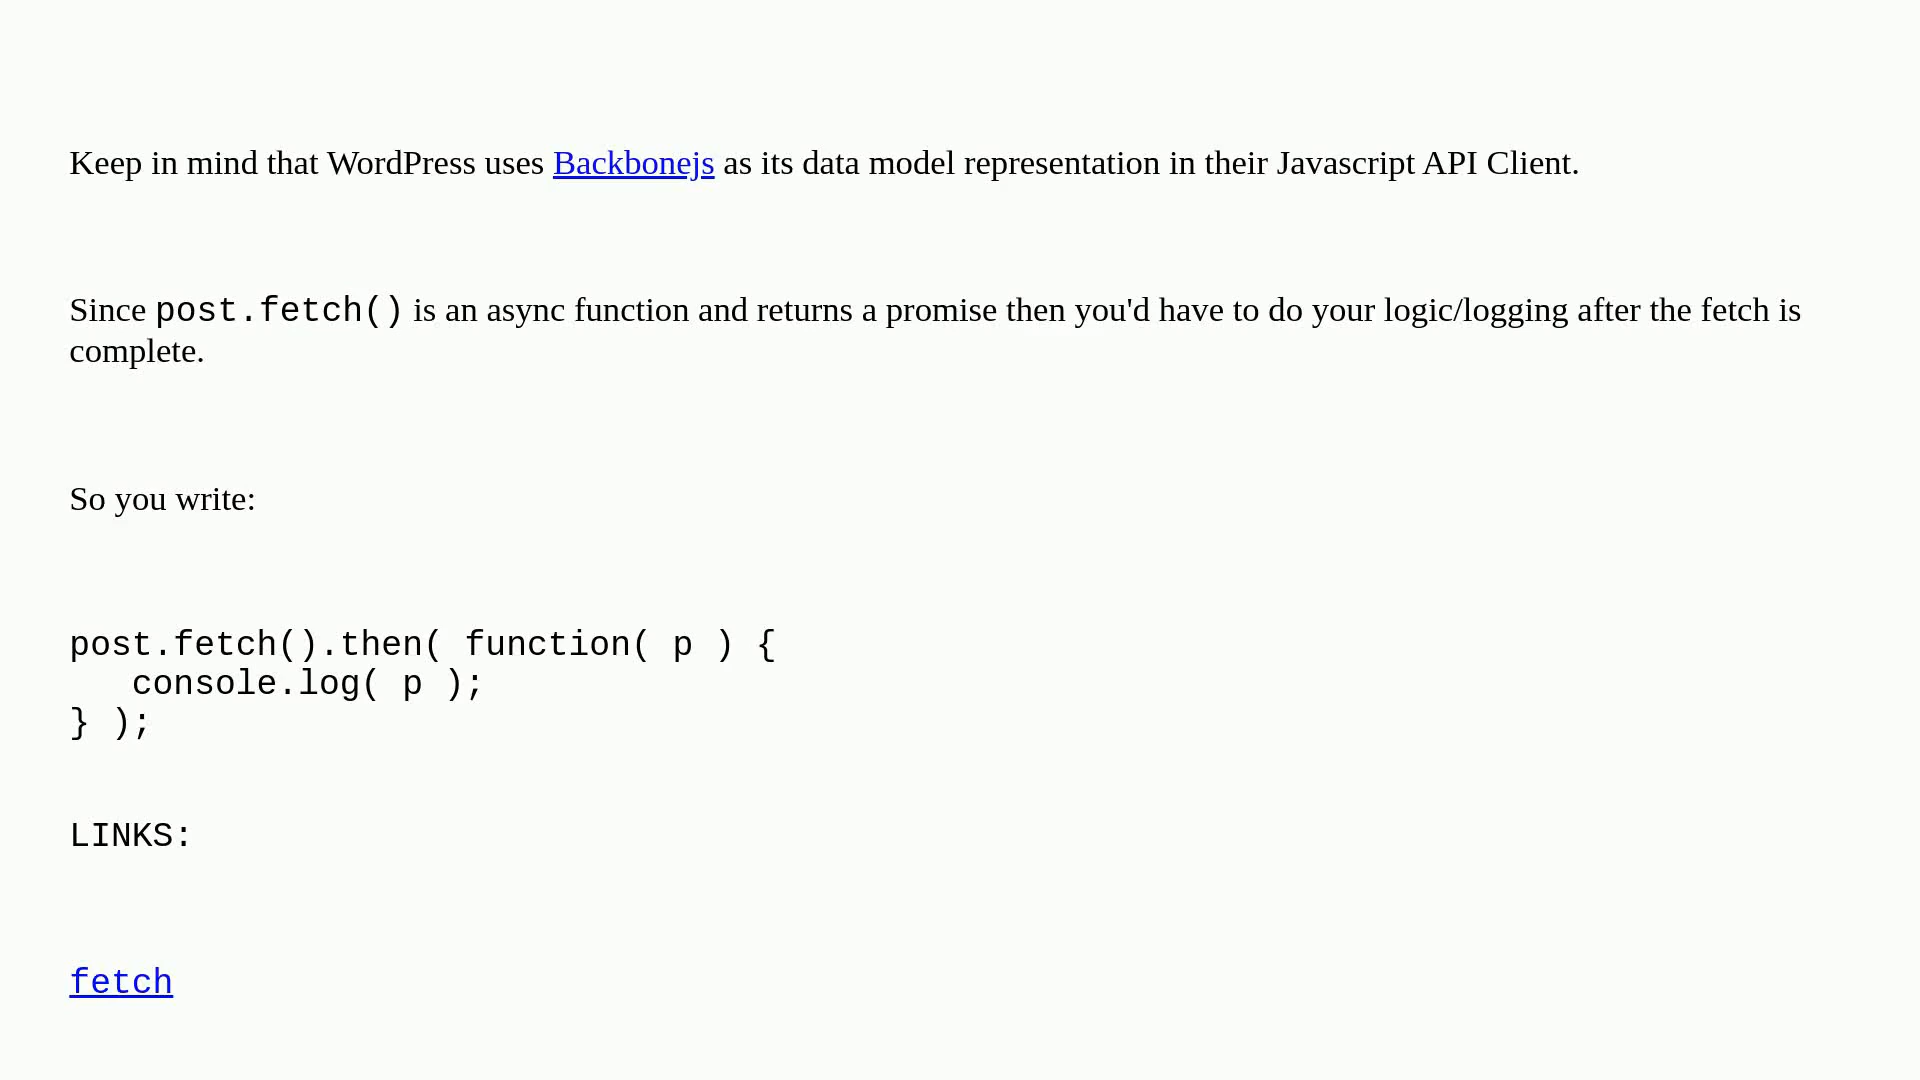 Keep in mind that WordPress uses Backbonejs as its data model representation in their Javascript API Client.
Since post.fetch() is an async function and returns a promise then you'd have to do your logic/logging after the fetch is
complete.
So you write:
post.fetch().then( function( p ) {
   console.log( p );
} );
LINKS:
fetch